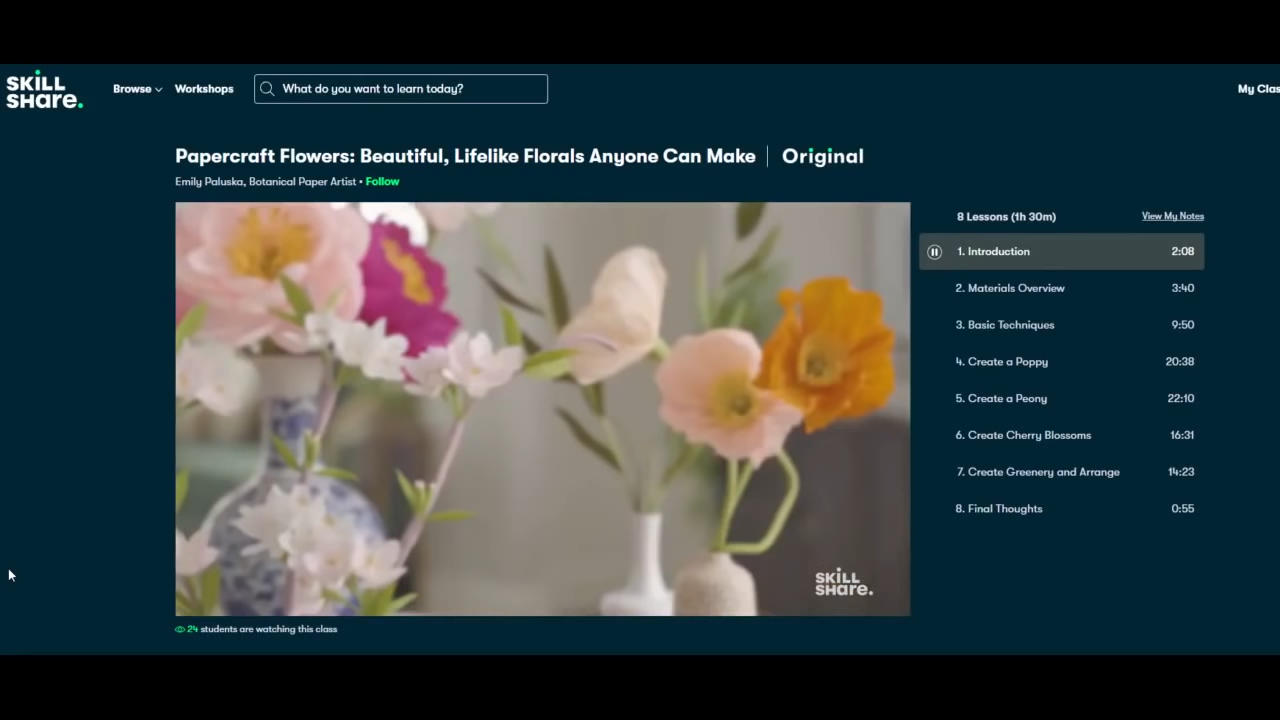 SKILL
SHARE.
Browse
Workshops
What do you want to learn today?
My Clas
Papercraft Flowers: Beautiful, Lifelike Florals Anyone Can Make | Original
Emily Paluska, Botanical Paper Artist • Follow
8 Lessons (1h 30m)
View My Notes
1. Introduction 2:08
2. Materials Overview 3:40
3. Basic Techniques 9:50
4. Create a Poppy 20:38
5. Create a Peony 22:10
6. Create Cherry Blossoms 16:31
7. Create Greenery and Arrange 14:23
8. Final Thoughts 0:55
SKILL
SHARE.
24 students are watching this class